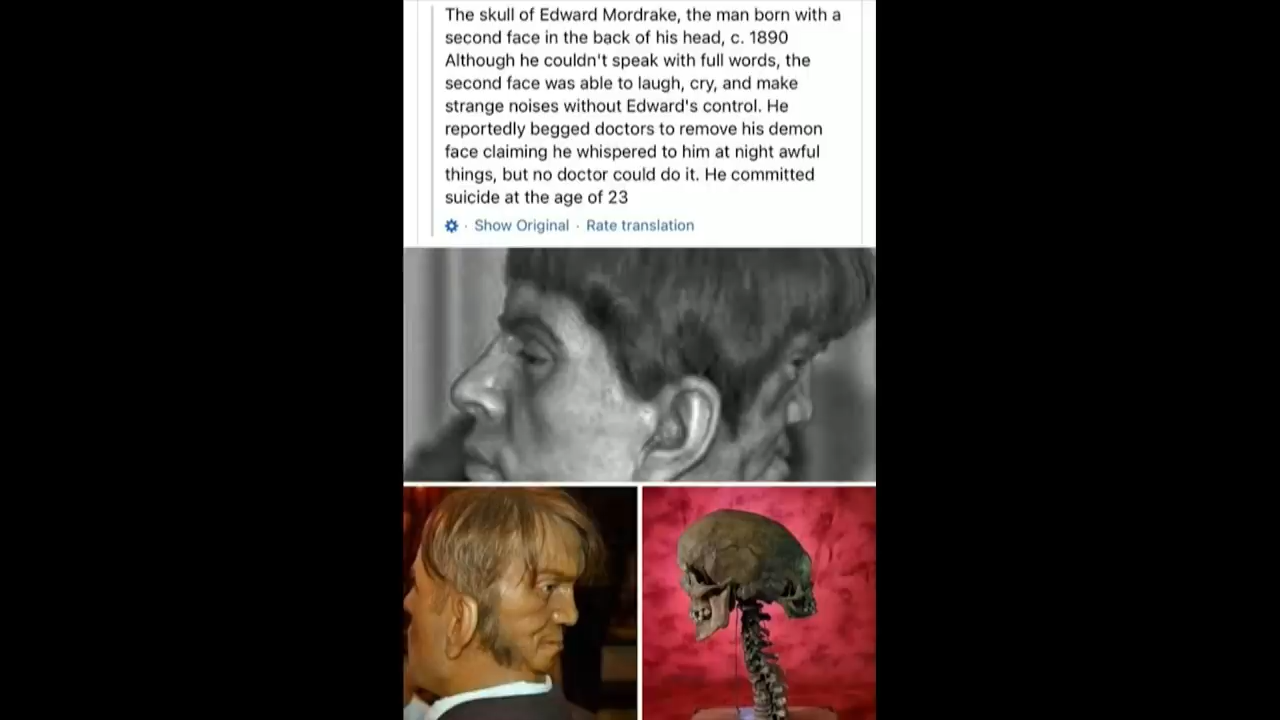 The skull of Edward Mordrake, the man born with a
second face in the back of his head, c. 1890
Although he couldn't speak with full words, the
second face was able to laugh, cry, and make
strange noises without Edward's control. He
reportedly begged doctors to remove his demon
face claiming he whispered to him at night awful
things, but no doctor could do it. He committed
suicide at the age of 23
· Show Original · Rate translation